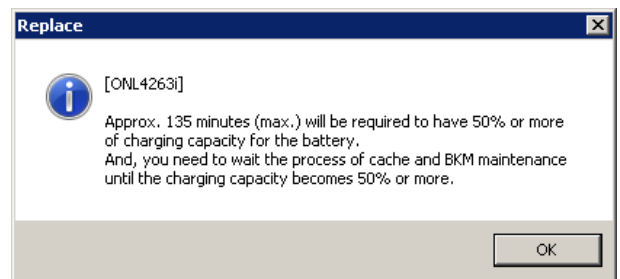 Replace
[ONL4263i]
Approx. 135 minutes (max.) will be required to have 50% or more
of charging capacity for the battery.
And, you need to wait the process of cache and BKM maintenance
until the charging capacity becomes 50% or more.
OK